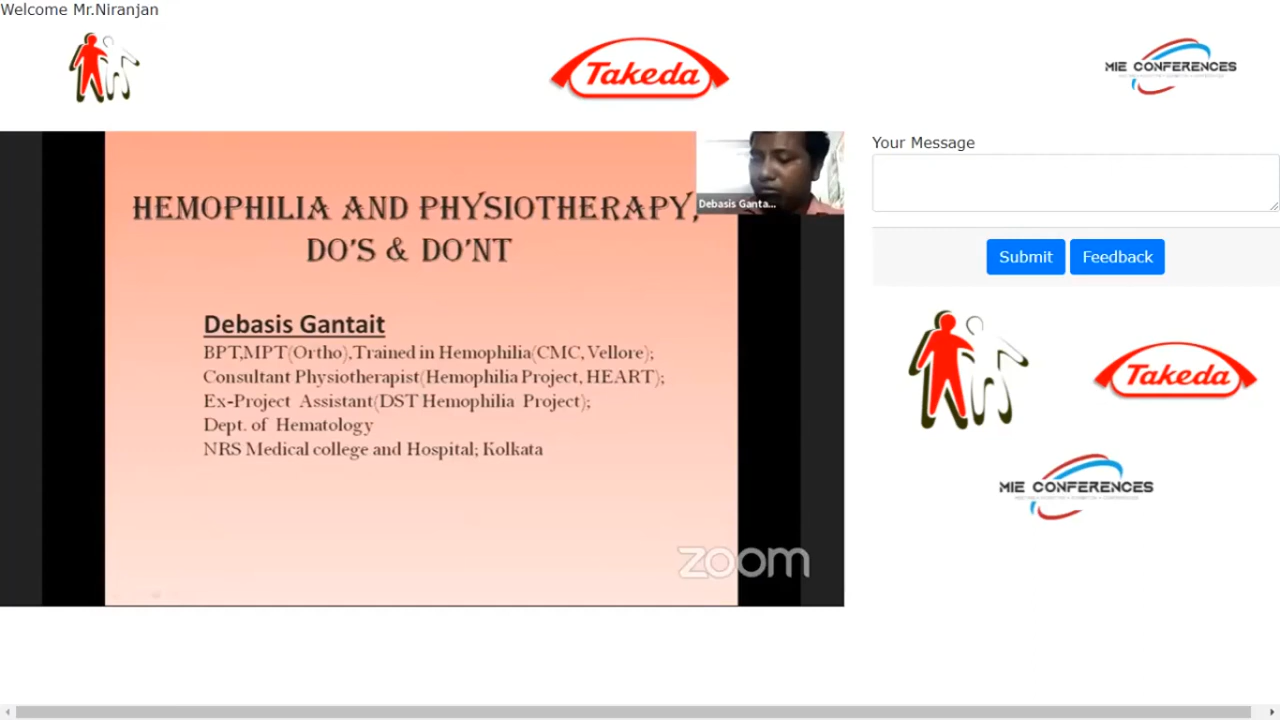 Welcome Mr.Niranjan
Takeda
MIE CONFERENCES
HEMOPHILIA AND PHYSIOTHERAPY,
DO'S & DO'NT
Debasis Ganta...
Debasis Gantait
BPT,MPT(Ortho),Trained in Hemophilia(CMC, Vellore);
Consultant Physiotherapist(Hemophilia Project, HEART);
Ex-Project Assistant(DST Hemophilia Project);
Dept. of Hematology
NRS Medical college and Hospital; Kolkata
zoom
Your Message
Submit
Feedback
Takeda
MIE CONFERENCES